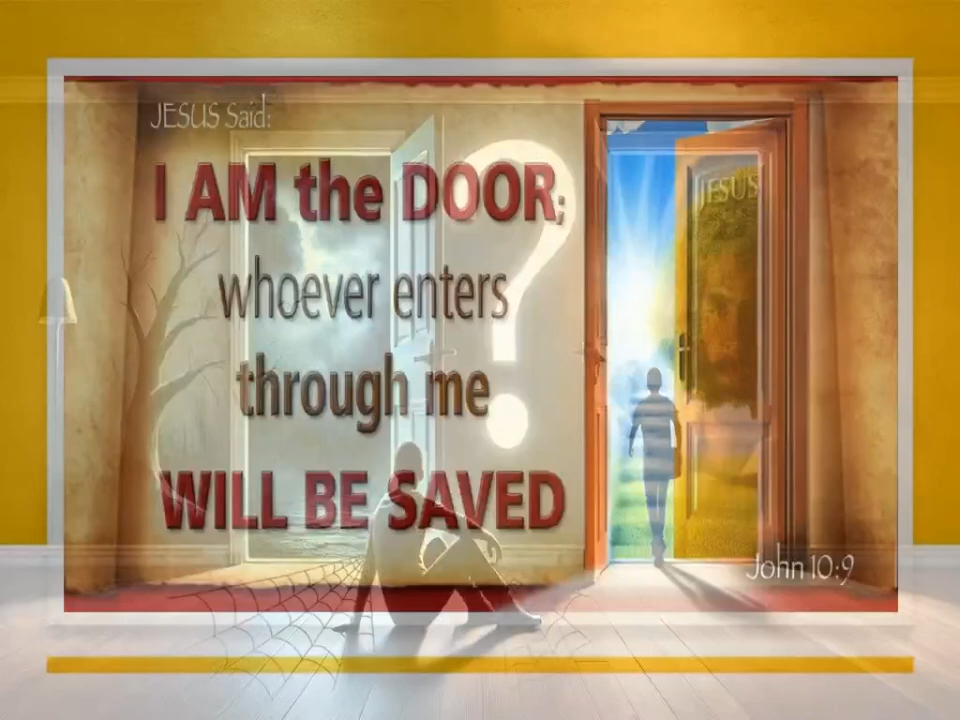 JESUS Said:
I AM the DOOR;
whoever enters
through me
WILL BE SAVED
JESUS
John 10:9
?